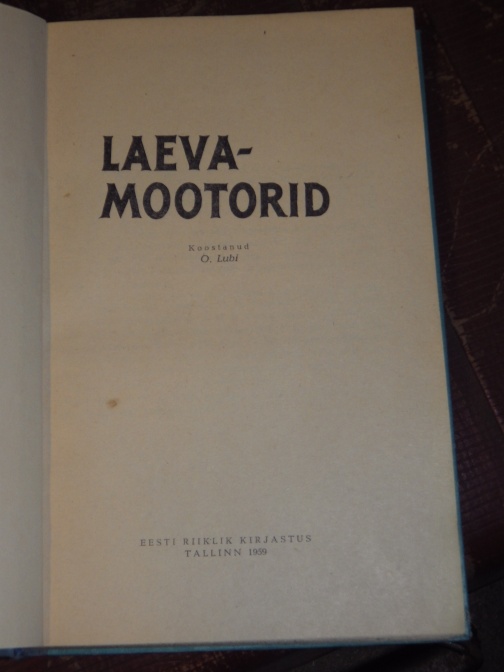 LAEVA-
MOOTORID
Koostanud
O. Lubi
EESTI RIIKLIK KIRJASTUS
TALLINN 1959